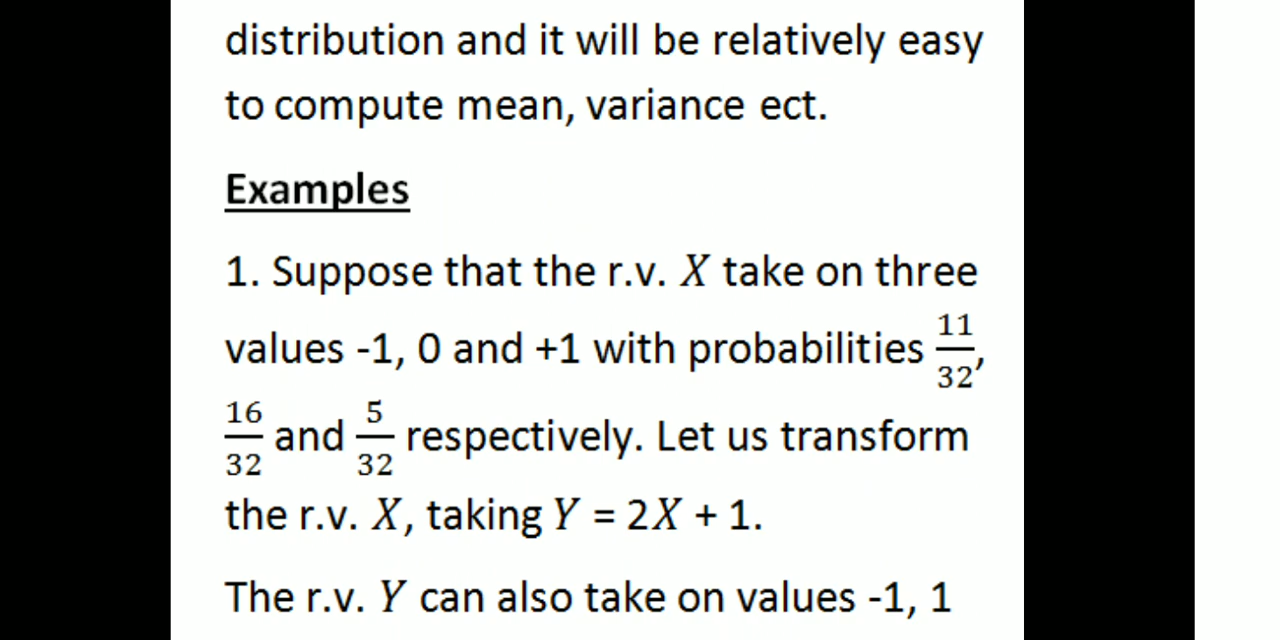 distribution and it will be relatively easy
to compute mean, variance ect.
Examples
1. Suppose that the r.v. X take on three
values -1, 0 and +1 with probabilities 11/32,
16/32 and 5/32 respectively. Let us transform
the r.v. X, taking Y = 2X + 1.
The r.v. Y can also take on values -1, 1